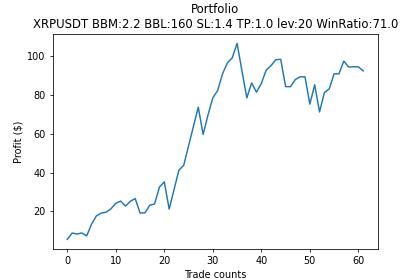 Portfolio
XRPUSDT BBM:2.2 BBL:160 SL:1.4 TP:1.0 lev:20 WinRatio:71.0
Profit ($)
100
80
60
40
20
0 10 20 30 40 50 60
Trade counts